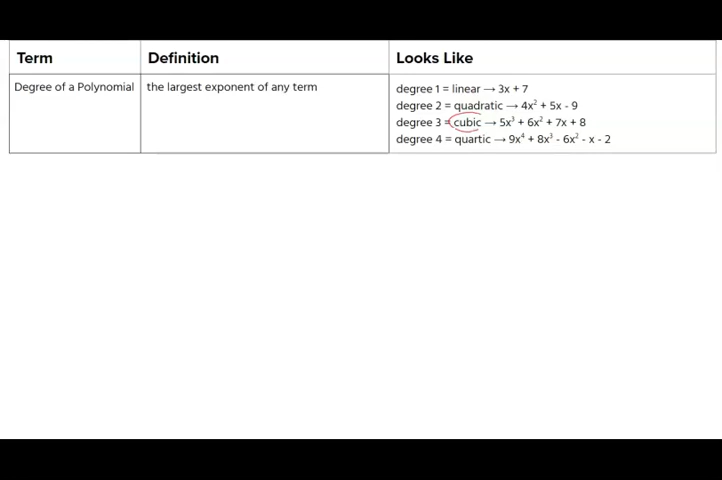 Term Definition Looks Like
Degree of a Polynomial the largest exponent of any term degree 1 = linear → 3x + 7
degree 2 = quadratic → 4x² + 5x - 9
degree 3 = cubic → 5x³ + 6x² + 7x + 8
degree 4 = quartic → 9x⁴ + 8x³ - 6x² - x - 2